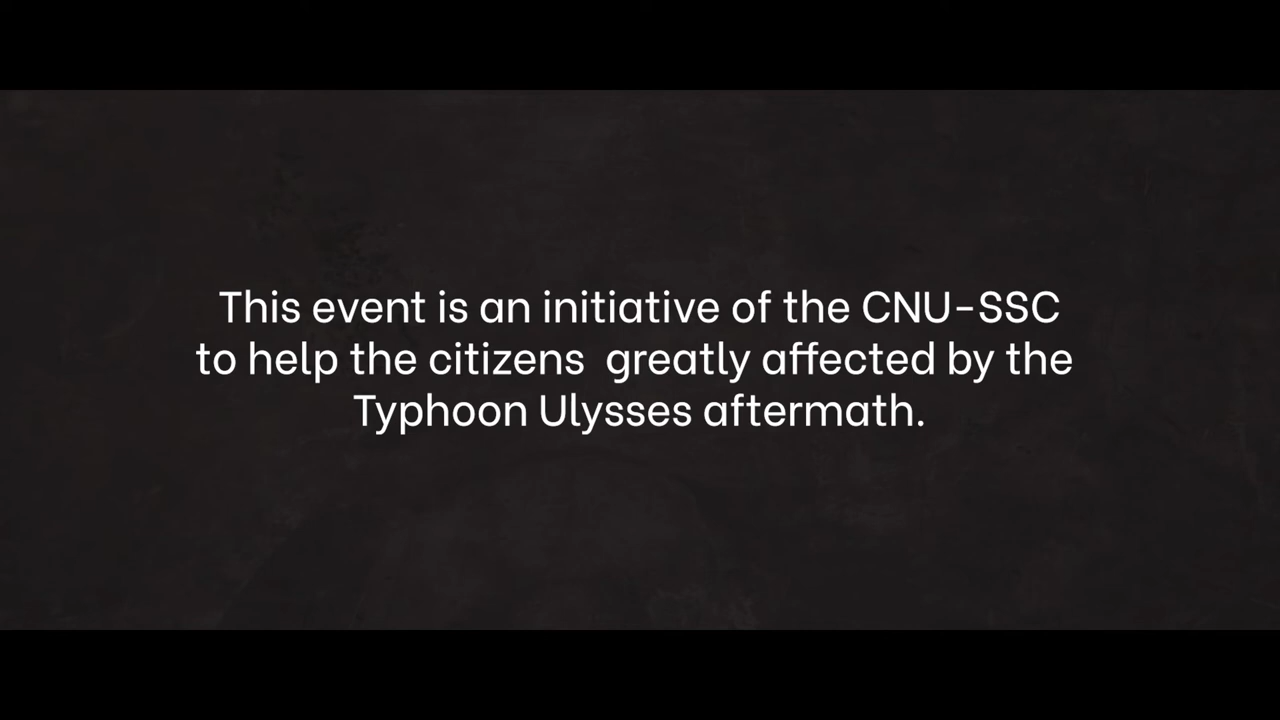 This event is an initiative of the CNU-SSC
to help the citizens  greatly affected by the
Typhoon Ulysses aftermath.